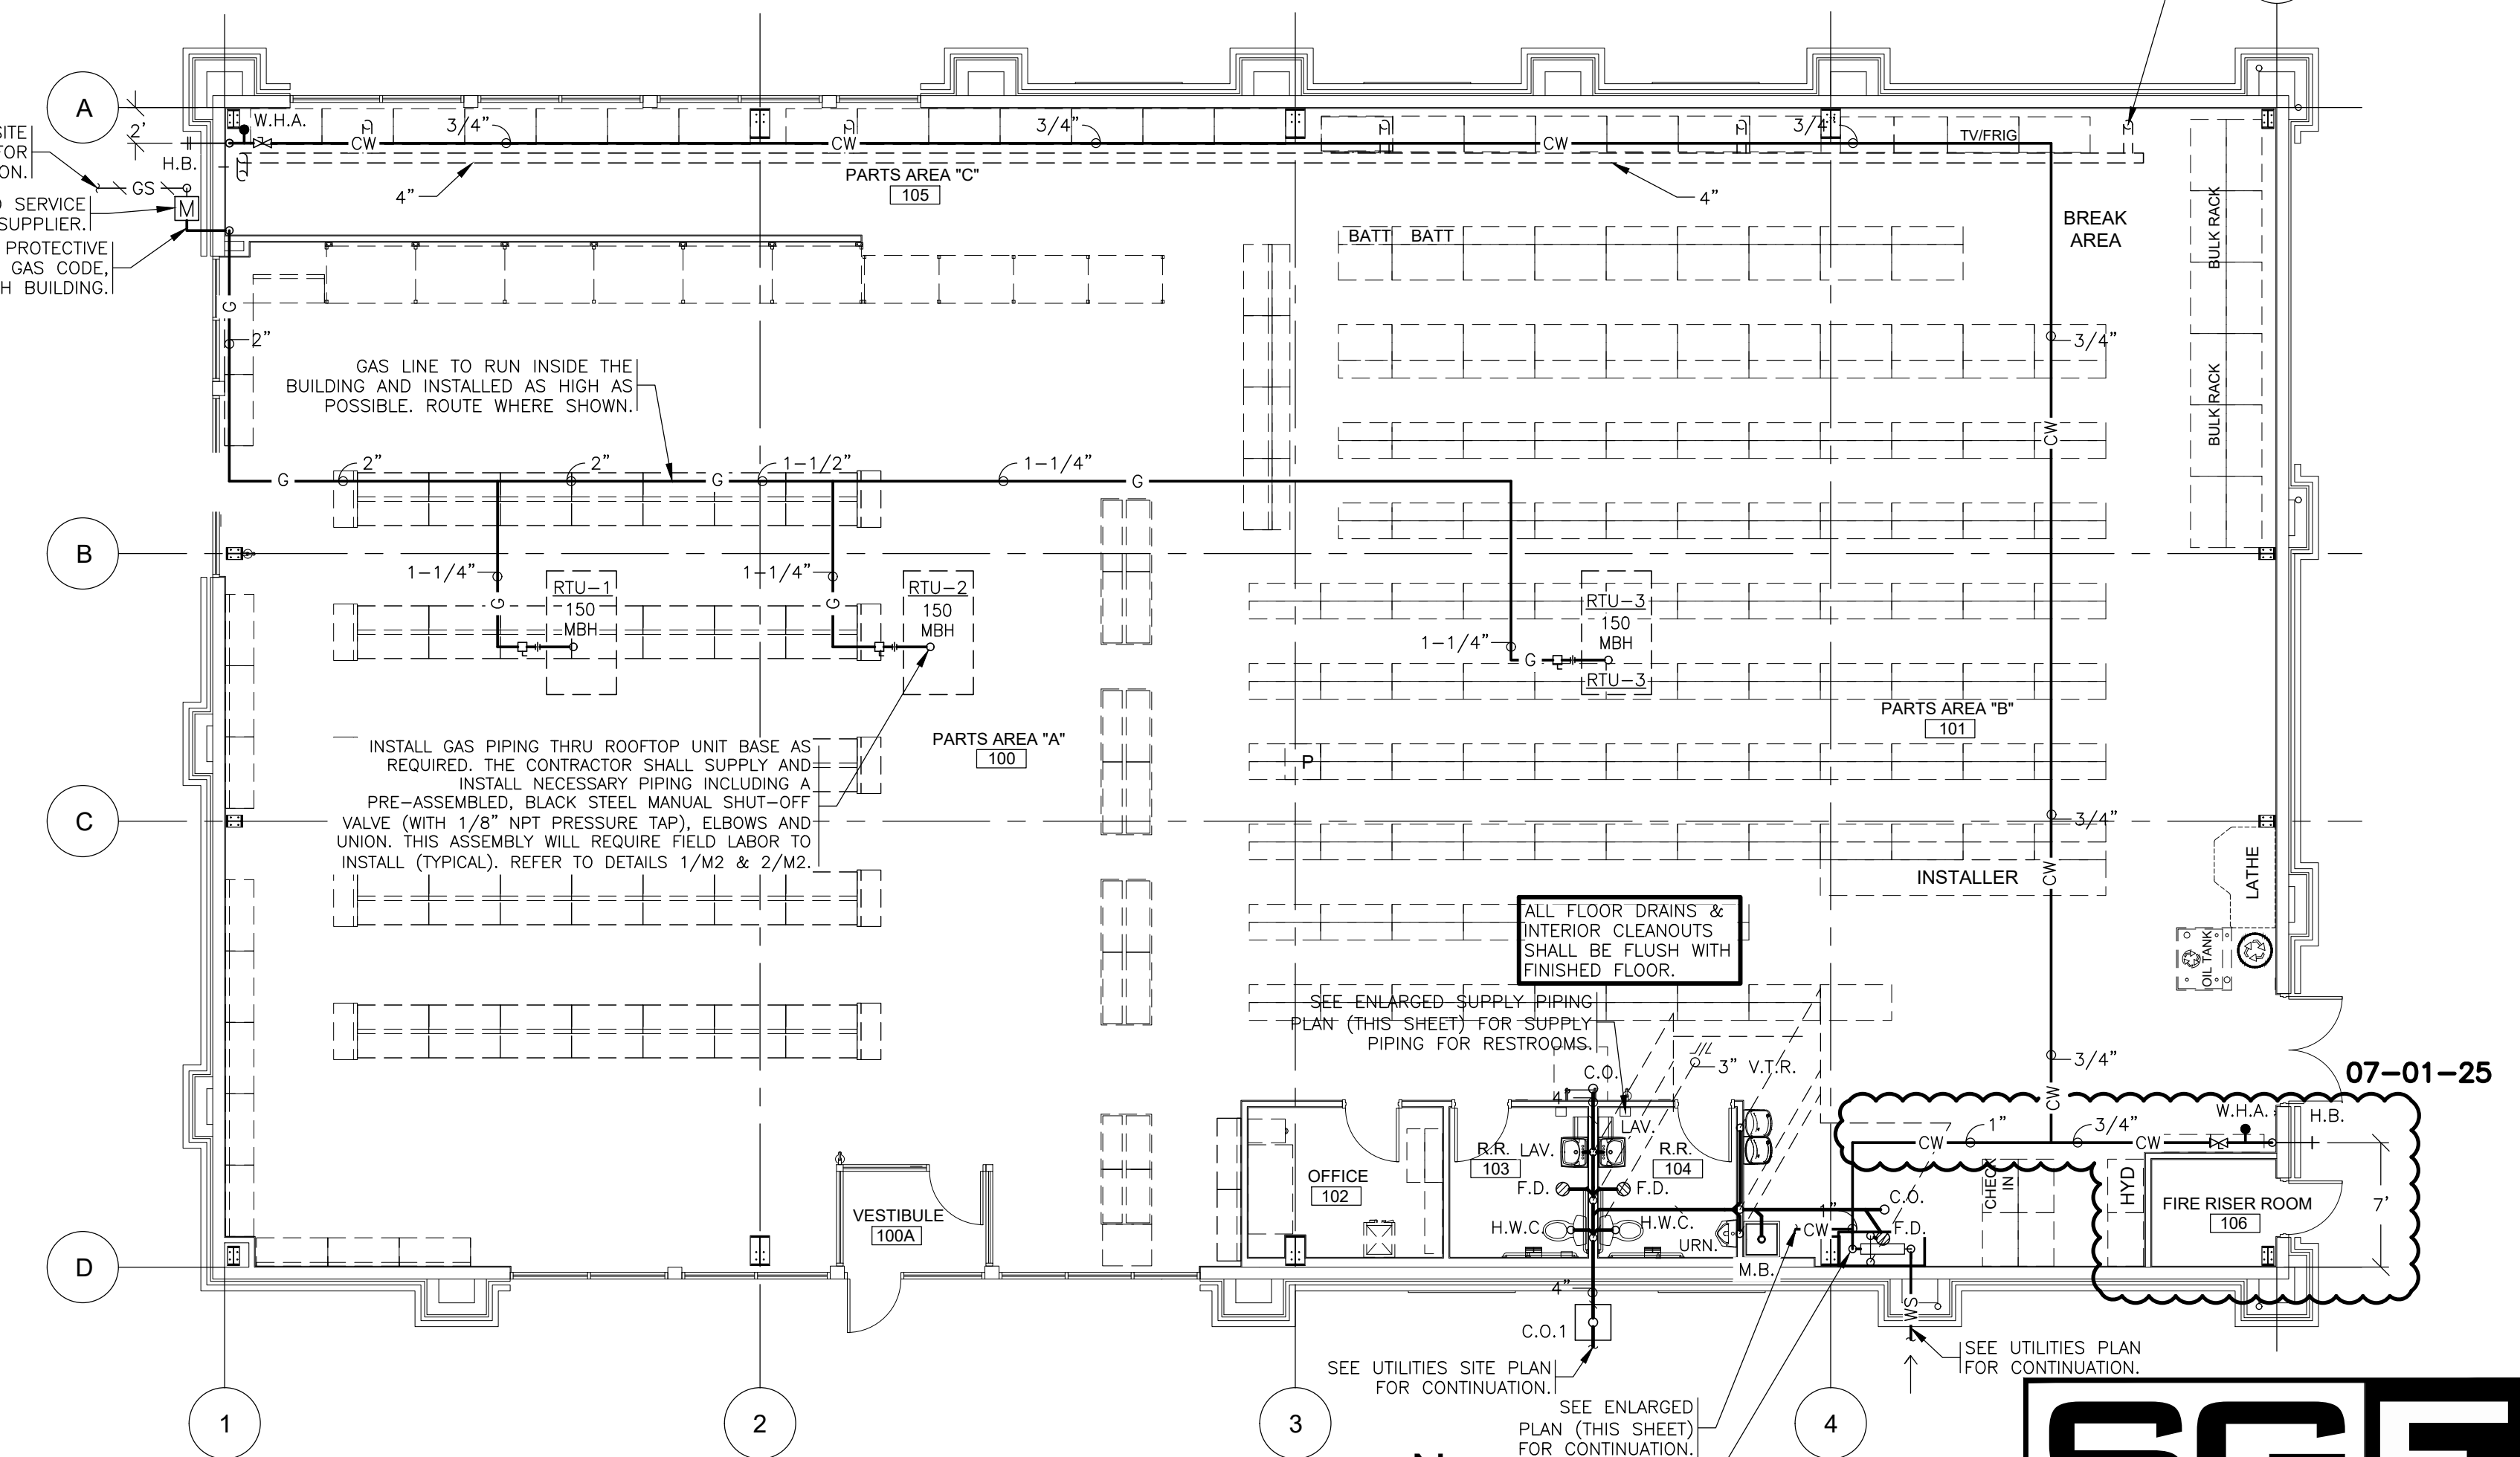 A
2'
SITE
FOR
ON.
GS
SERVICE
SUPPLIER.
M
PROTECTIVE
GAS CODE,
H BUILDING.
W.H.A.
H.B.
3/4"
3/4"
3/4"
CW
CW
CW
TV/FRIG
4"
4"
PARTS AREA "C"
105
BREAK
AREA
BATT BATT
BULK RACK
BULK RACK
G
2"
3/4"
CW
GAS LINE TO RUN INSIDE THE
BUILDING AND INSTALLED AS HIGH AS
POSSIBLE. ROUTE WHERE SHOWN.
G
2"
2"
G
1-1/2"
1-1/4"
G
B
1-1/4"
G
RTU-1
150
MBH
1-1/4"
G
RTU-2
150
MBH
1-1/4"
G
RTU-3
150
MBH
RTU-3
PARTS AREA "A"
100
PARTS AREA "B"
101
P
INSTALL GAS PIPING THRU ROOFTOP UNIT BASE AS
REQUIRED. THE CONTRACTOR SHALL SUPPLY AND
INSTALL NECESSARY PIPING INCLUDING A
PRE-ASSEMBLED, BLACK STEEL MANUAL SHUT-OFF
VALVE (WITH 1/8" NPT PRESSURE TAP), ELBOWS AND
UNION. THIS ASSEMBLY WILL REQUIRE FIELD LABOR TO
INSTALL (TYPICAL). REFER TO DETAILS 1/M2 & 2/M2.
C
3/4"
CW
INSTALLER
LATHE
OIL TANK
ALL FLOOR DRAINS &
INTERIOR CLEANOUTS
SHALL BE FLUSH WITH
FINISHED FLOOR.
SEE ENLARGED SUPPLY PIPING
PLAN (THIS SHEET) FOR SUPPLY
PIPING FOR RESTROOMS.
3" V.T.R.
3/4"
CW
07-01-25
C.O.
4"
LAV.
R.R.
103
LAV.
R.R.
104
F.D.
F.D.
H.W.C.
H.W.C.
URN.
M.B.
OFFICE
102
VESTIBULE
100A
CW
1"
3/4"
CW
W.H.A.
H.B.
CHECK
IN
HYD
FIRE RISER ROOM
106
7'
C.O.
1"
CW
F.D.
D
4"
WS
C.O.1
SEE UTILITIES SITE PLAN
FOR CONTINUATION.
SEE UTILITIES PLAN
FOR CONTINUATION.
SEE ENLARGED
PLAN (THIS SHEET)
FOR CONTINUATION.
1
2
3
4